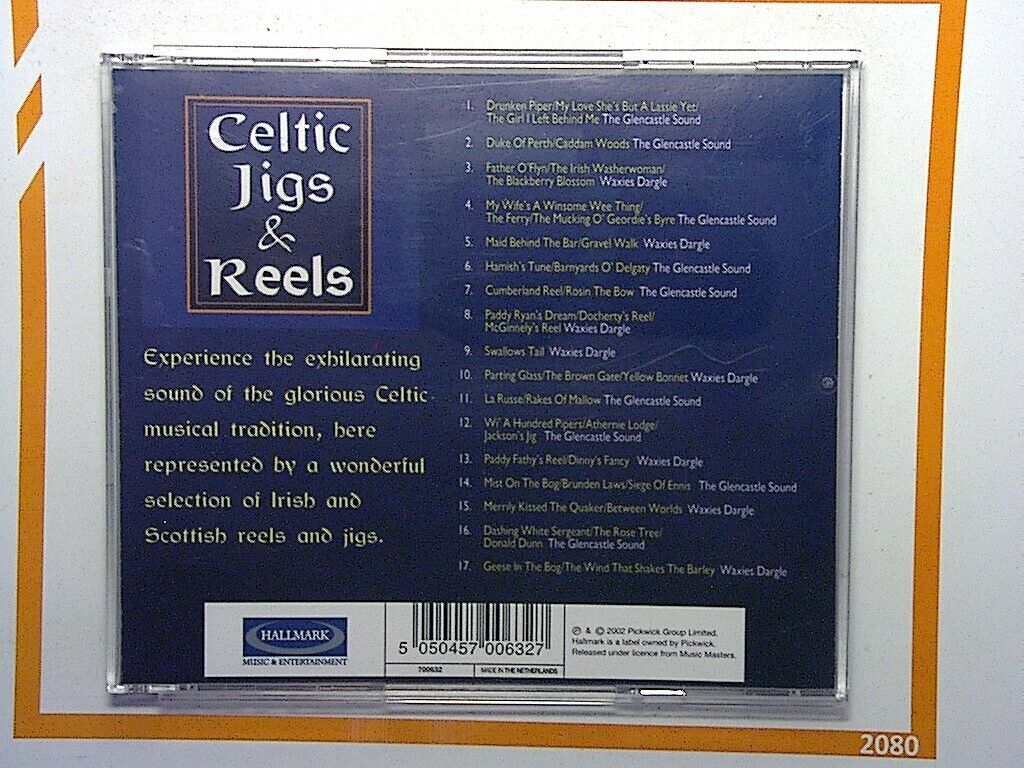 Celtic
Jigs
&
Reels
Experience the exhilarating
sound of the glorious Celtic
musical tradition, here
represented by a wonderful
selection of Irish and
Scottish reels and jigs.
1. Drunken Piper/My Love She's But A Lassie Yet/
The Girl I Left Behind Me The Glencastle Sound
2. Duke Of Perth/Caddam Woods The Glencastle Sound
3. Father O'Flyn/The Irish Washerwoman/
The Blackberry Blossom Waxies Dargle
4. My Wife's A Winsome Wee Thing/
The Ferry/The Mucking O' Geordie's Byre The Glencastle Sound
5. Maid Behind The Bar/Gravel Walk Waxies Dargle
6. Hamish's Tune/Barnyards O' Delgaty The Glencastle Sound
7. Cumberland Reel/Rosin The Bow The Glencastle Sound
8. Paddy Ryan's Dream/Docherty's Reel/
McGinnely's Reel Waxies Dargle
9. Swallows Tail Waxies Dargle
10. Parting Glass/The Brown Gate/Yellow Bonnet Waxies Dargle
11. La Russe/Rakes Of Mallow The Glencastle Sound
12. Wi' A Hundred Pipers/Athernie Lodge/
Jackson's Jig The Glencastle Sound
13. Paddy Fathy's Reel/Dinny's Fancy Waxies Dargle
14. Mist On The Bog/Brunden Laws/Siege Of Ennis The Glencastle Sound
15. Merrily Kissed The Quaker/Between Worlds Waxies Dargle
16. Dashing White Sergeant/The Rose Tree/
Donald Dunn The Glencastle Sound
17. Geese In The Bog/The Wind That Shakes The Barley Waxies Dargle
HALLMARK
MUSIC & ENTERTAINMENT
5 050457 006327
700632
MADE IN THE NETHERLANDS
℗ & © 2002 Pickwick Group Limited.
Hallmark is a label owned by Pickwick.
Released under licence from Music Masters.
2080